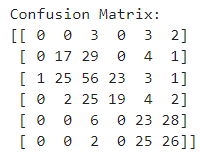 Confusion Matrix:
[[ 0  0  3  0  3  2]
 [ 0 17 29  0  4  1]
 [ 1 25 56 23  3  1]
 [ 0  2 25 19  4  2]
 [ 0  0  6  0 23 28]
 [ 0  0  2  0 25 26]]